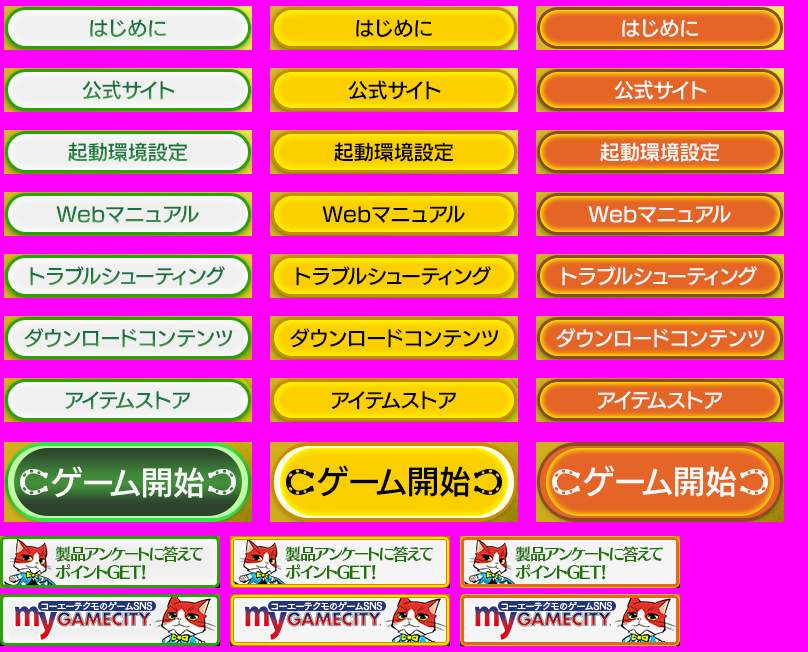 はじめに はじめに はじめに
公式サイト 公式サイト 公式サイト
起動環境設定 起動環境設定 起動環境設定
Webマニュアル Webマニュアル Webマニュアル
トラブルシューティング トラブルシューティング トラブルシューティング
ダウンロードコンテンツ ダウンロードコンテンツ ダウンロードコンテンツ
アイテムストア アイテムストア アイテムストア
ゲーム開始 ゲーム開始 ゲーム開始
製品アンケートに答えて 製品アンケートに答えて 製品アンケートに答えて
ポイントGET! ポイントGET! ポイントGET!
コーエーテクモのゲームSNS コーエーテクモのゲームSNS コーエーテクモのゲームSNS
my GAMECITY my GAMECITY my GAMECITY